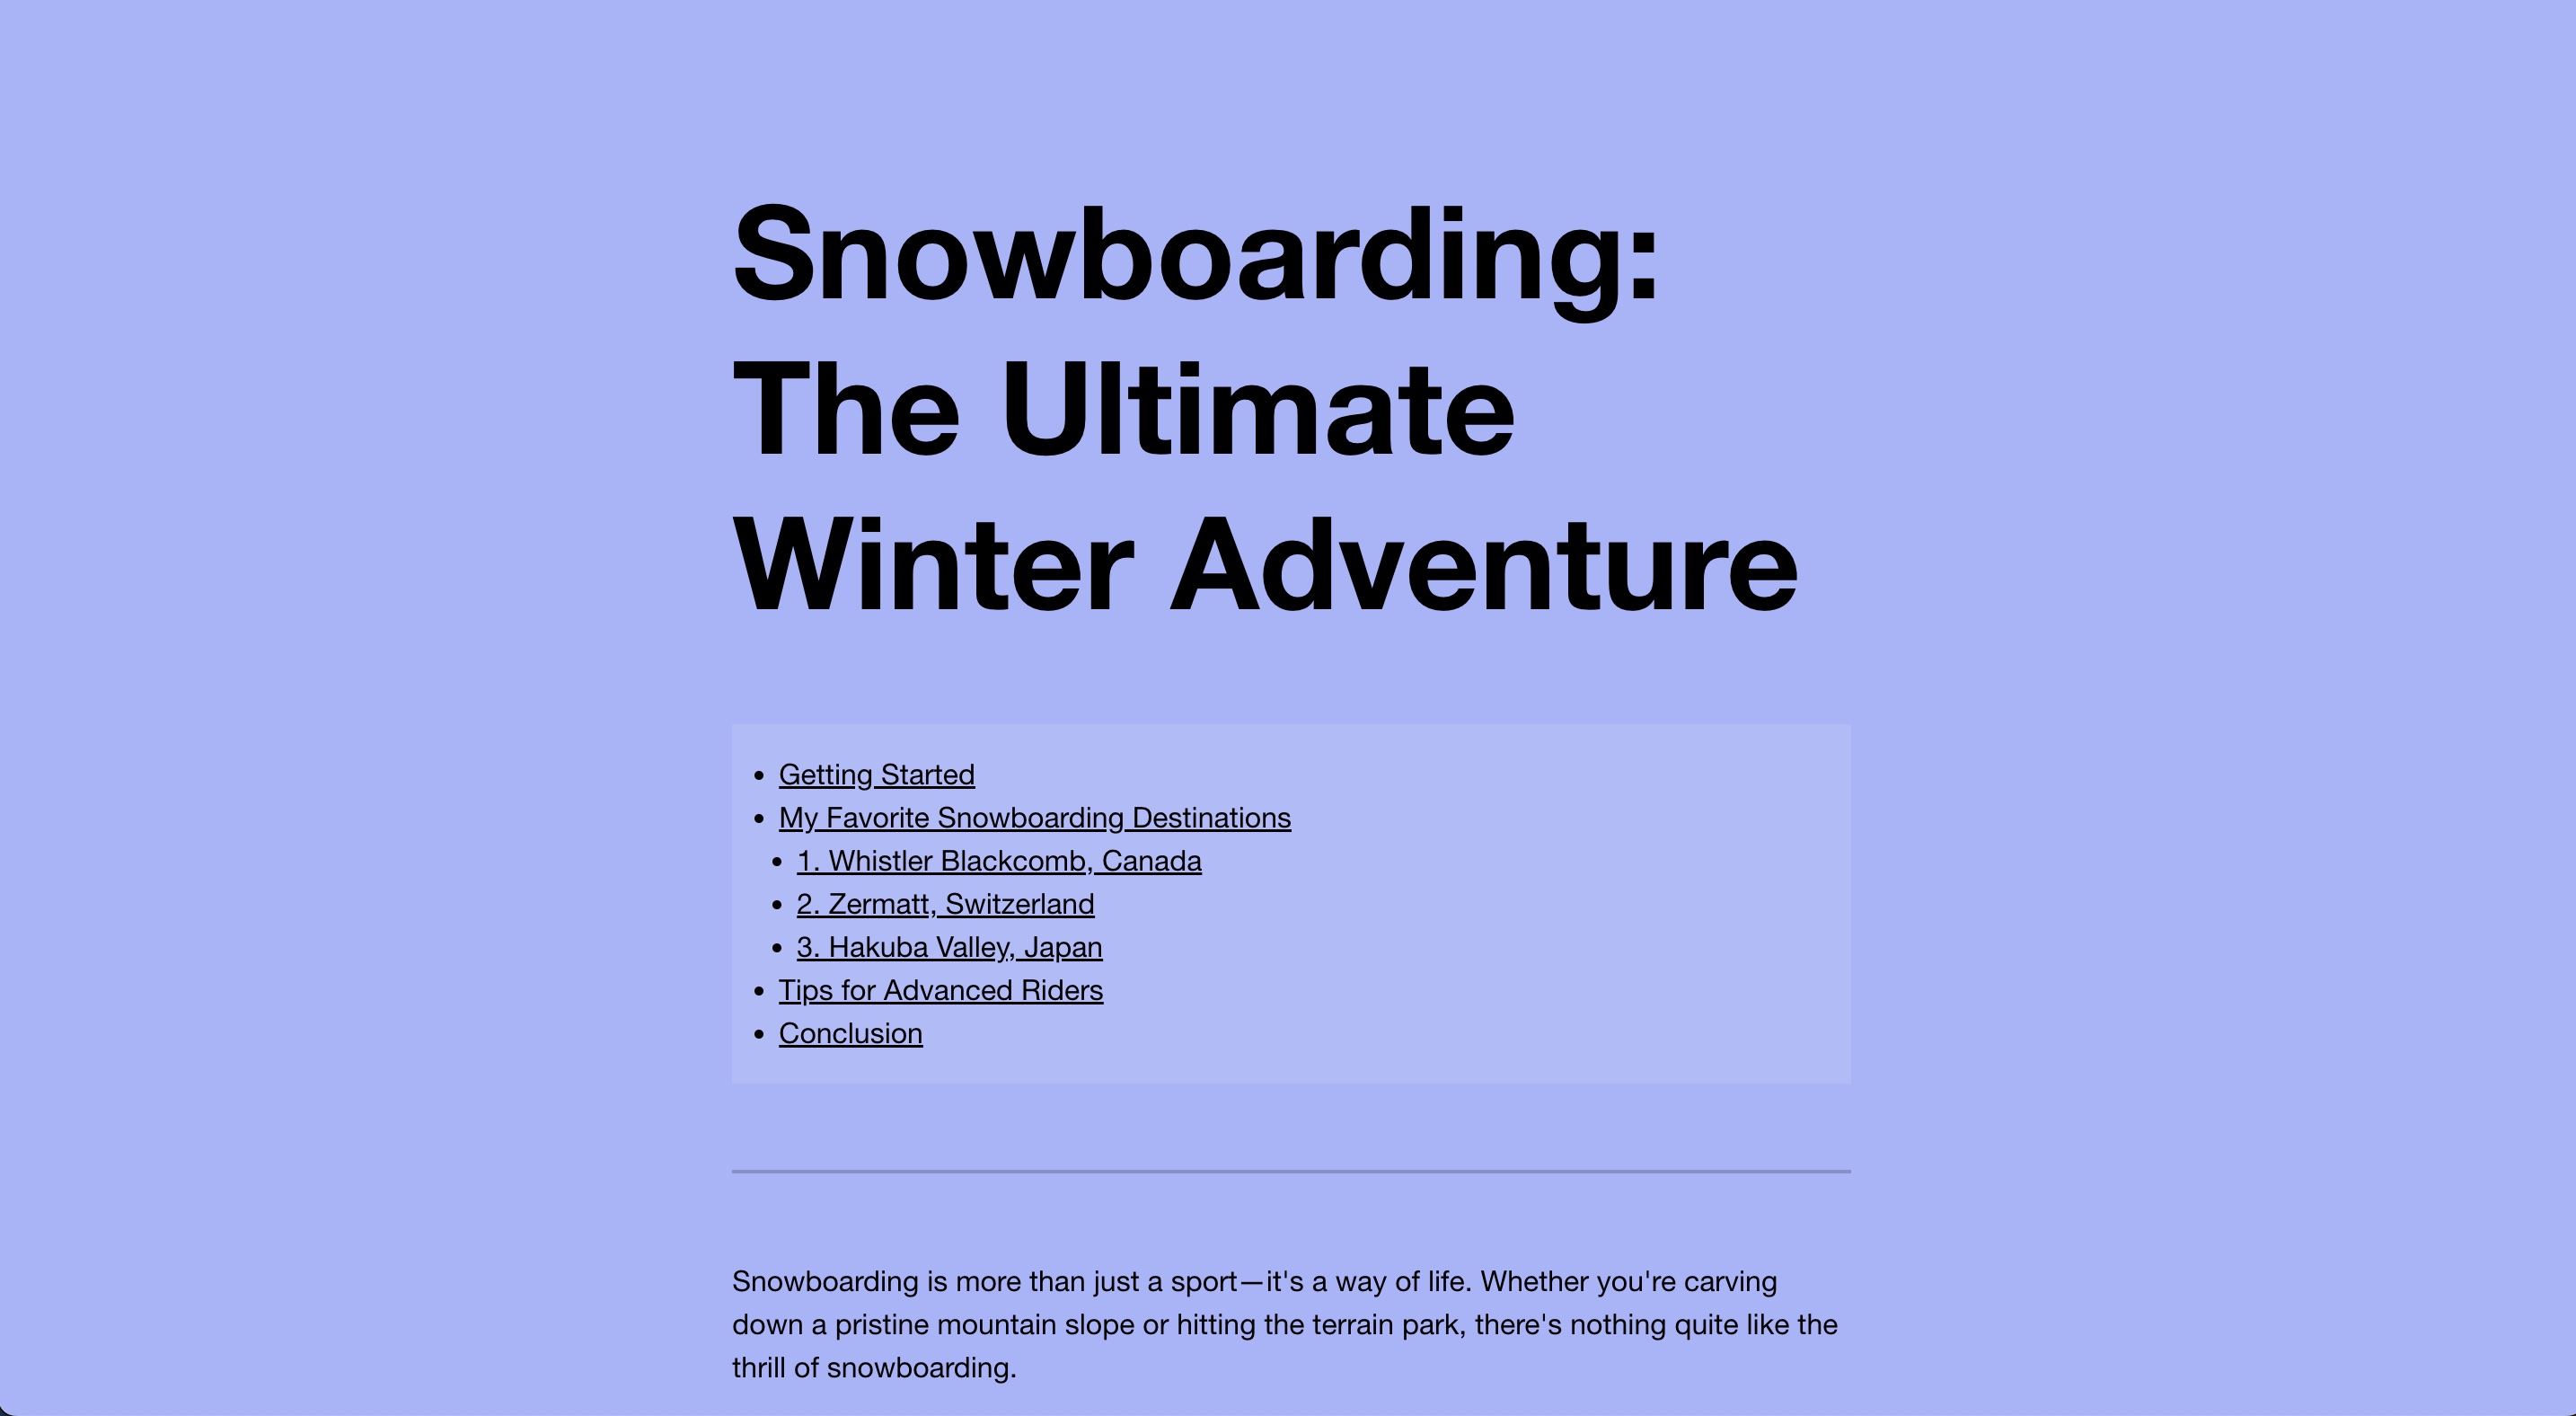 Snowboarding:
The Ultimate
Winter Adventure
• Getting Started
• My Favorite Snowboarding Destinations
• 1. Whistler Blackcomb, Canada
• 2. Zermatt, Switzerland
• 3. Hakuba Valley, Japan
• Tips for Advanced Riders
• Conclusion
Snowboarding is more than just a sport—it's a way of life. Whether you're carving
down a pristine mountain slope or hitting the terrain park, there's nothing quite like the
thrill of snowboarding.